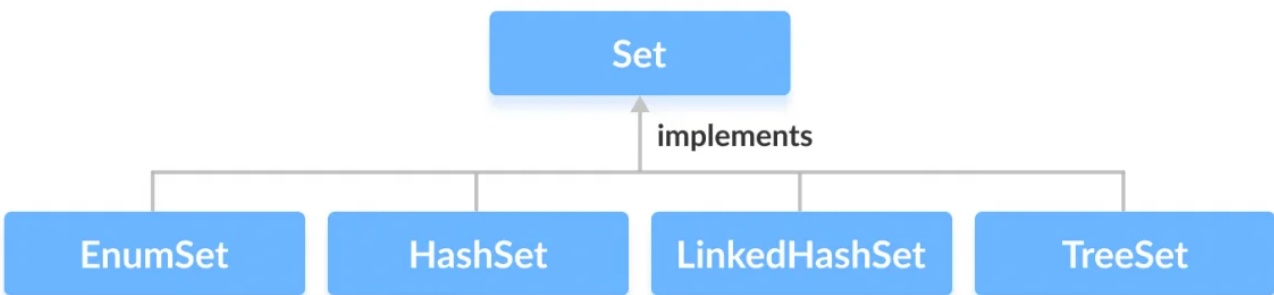 Set
implements
EnumSet
HashSet
LinkedHashSet
TreeSet